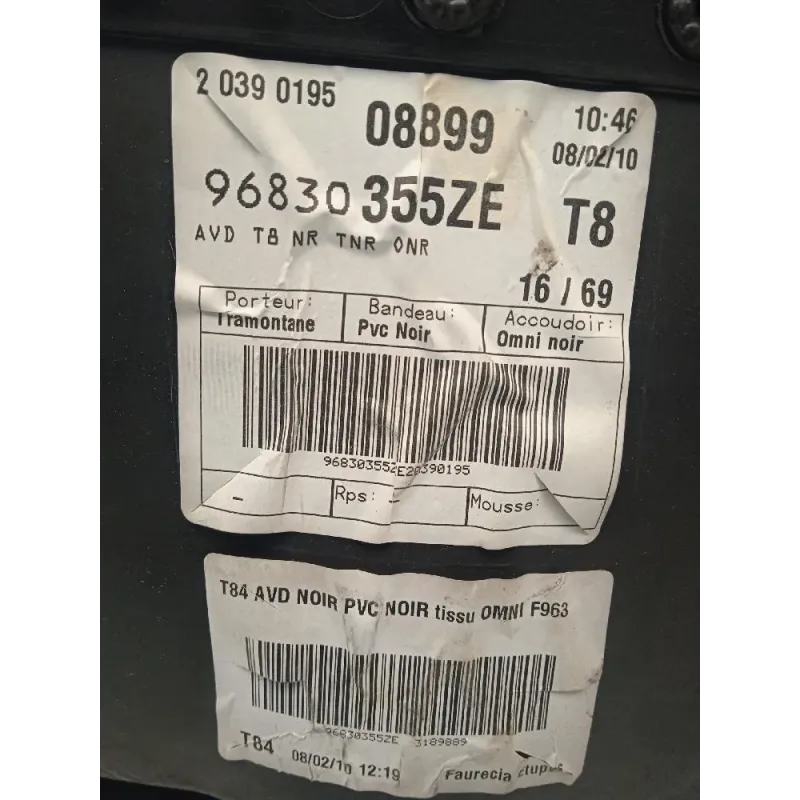 2 039 0195
08899
10:46
08/02/10
96830 355ZE T8
AVD T8 NR TNR ONR
16 / 69
Porteur: Bandeau: Accoudoir:
Tramontane Pvc Noir Omni noir
96830355ZE20390195
- Rps: - Mousse:
T84 AVD NOIR PVC NOIR tissu OMNI F963
96830355ZE 3189889
T84 08/02/10 12:19 Faurecia